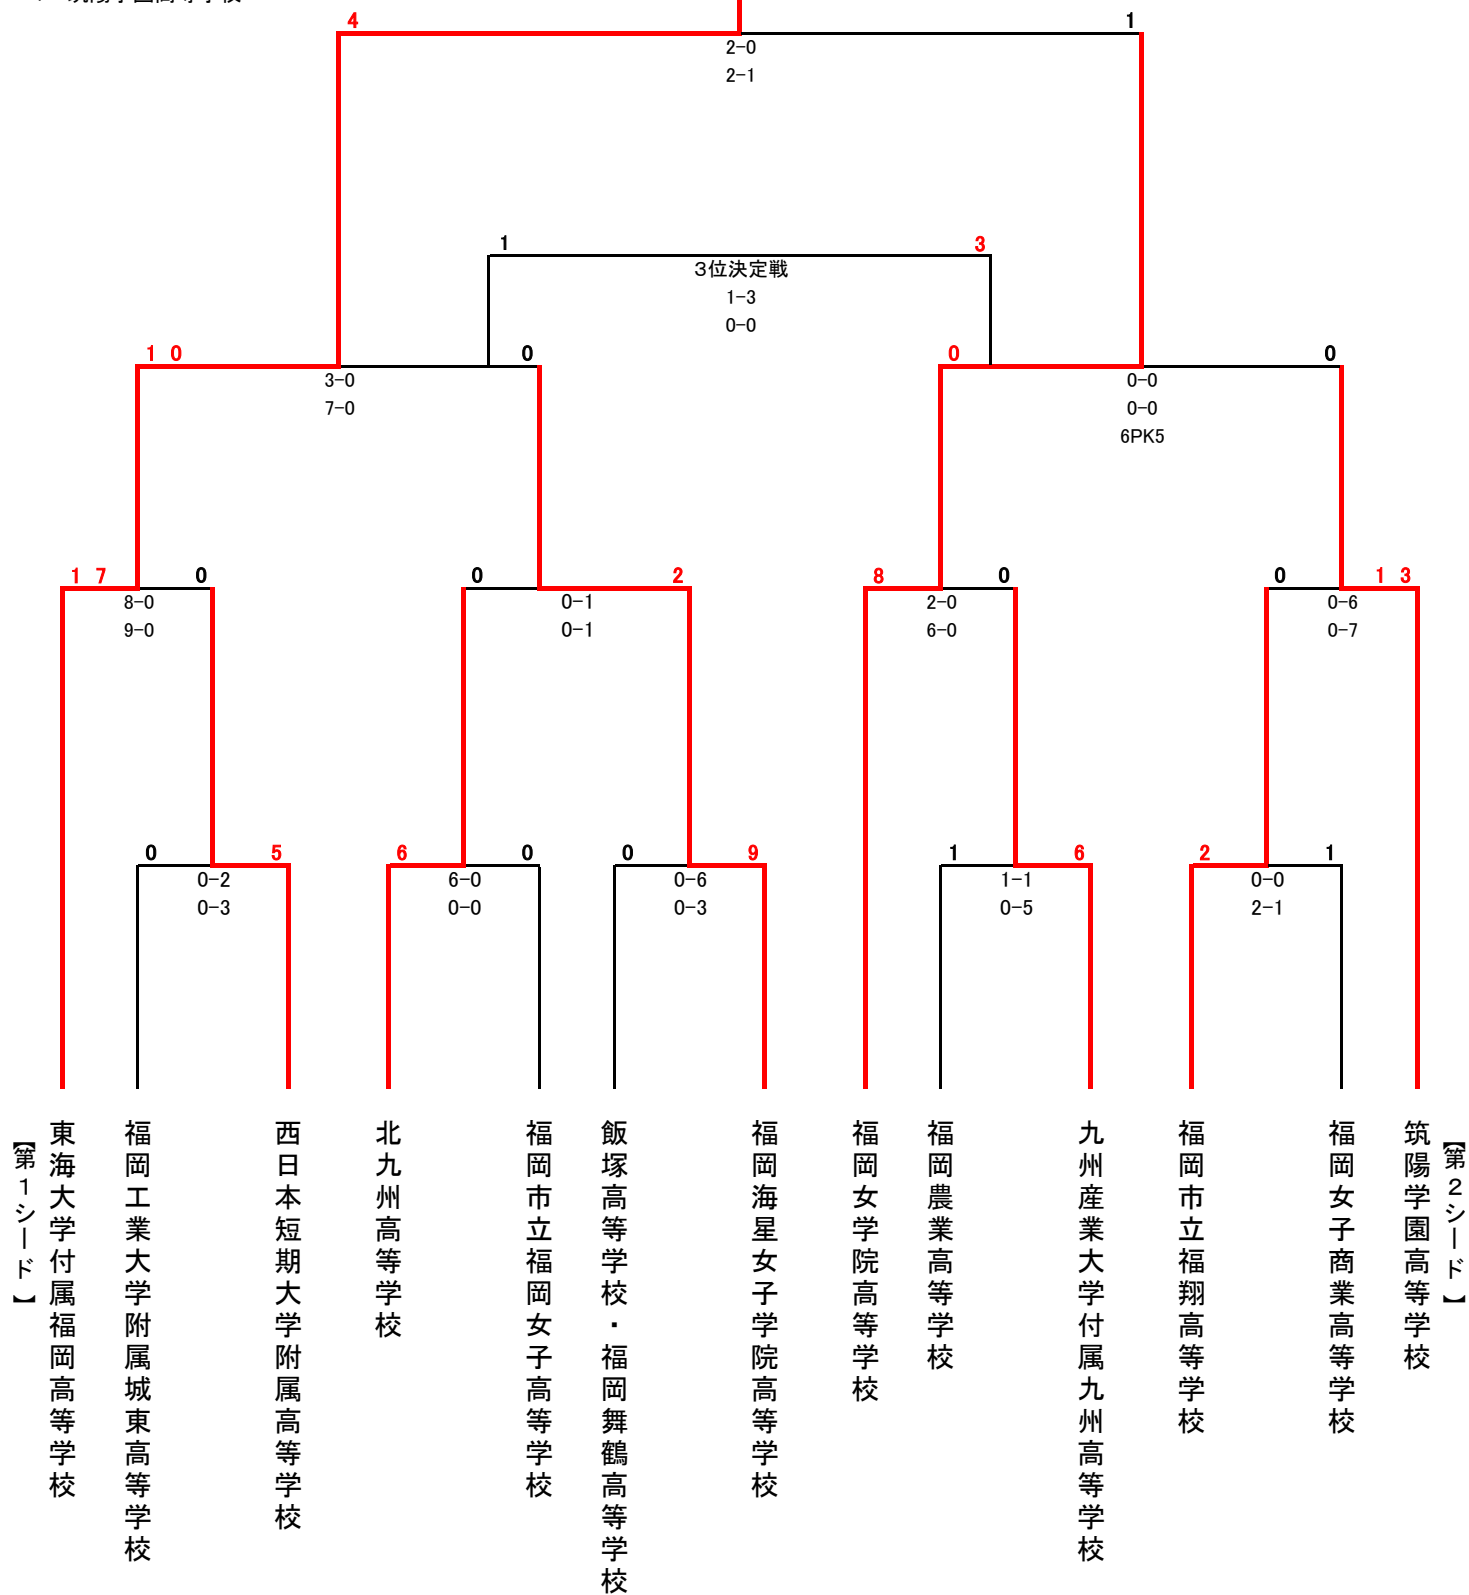 4 1
2-0
2-1
1 3
3位決定戦
1-3
0-0
10 0 0 0
3-0 0-0
7-0 0-0
6PK5
17 0 0 2 8 0 0 13
8-0 0-1 2-0 0-6
9-0 0-1 6-0 0-7
0 5 6 0 0 9 1 6 2 1
0-2 6-0 0-6 1-1 0-0
0-3 0-0 0-3 0-5 2-1
【第1シード】
東海大学付属福岡高等学校
福岡工業大学附属城東高等学校
西日本短期大学附属高等学校
北九州高等学校
福岡市立福岡女子高等学校
飯塚高等学校・福岡舞鶴高等学校
福岡海星女子学院高等学校
福岡女学院高等学校
福岡農業高等学校
九州産業大学付属九州高等学校
福岡市立福翔高等学校
福岡女子商業高等学校
筑陽学園高等学校
【第2シード】